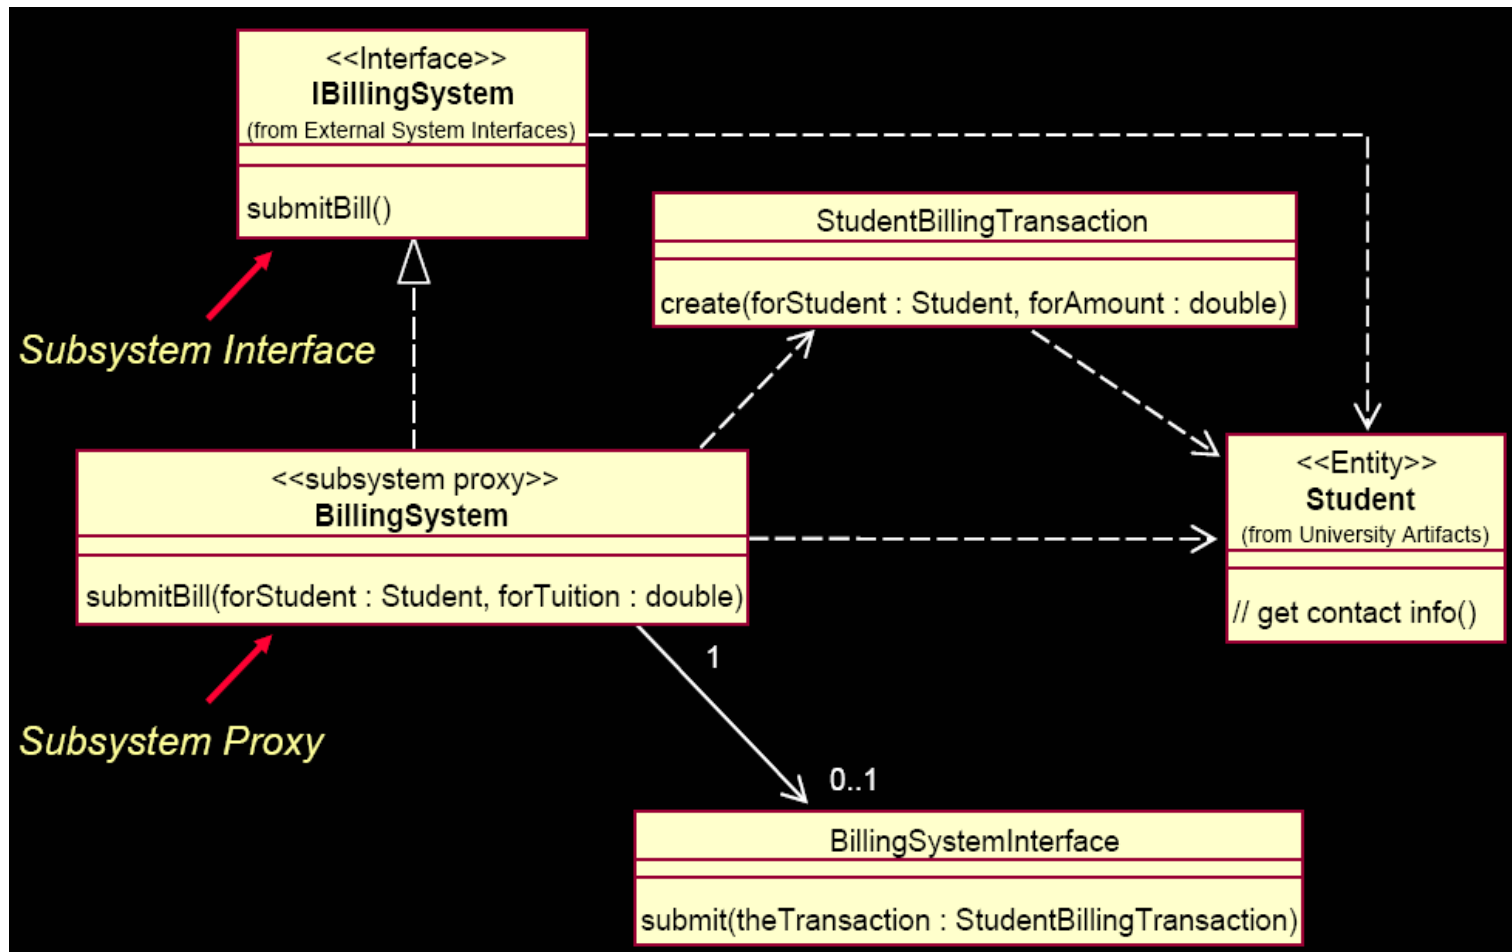 <<Interface>>
IBillingSystem
(from External System Interfaces)
submitBill()
Subsystem Interface
StudentBillingTransaction
create(forStudent : Student, forAmount : double)
<<subsystem proxy>>
BillingSystem
submitBill(forStudent : Student, forTuition : double)
Subsystem Proxy
<<Entity>>
Student
(from University Artifacts)
// get contact info()
1
0..1
BillingSystemInterface
submit(theTransaction : StudentBillingTransaction)